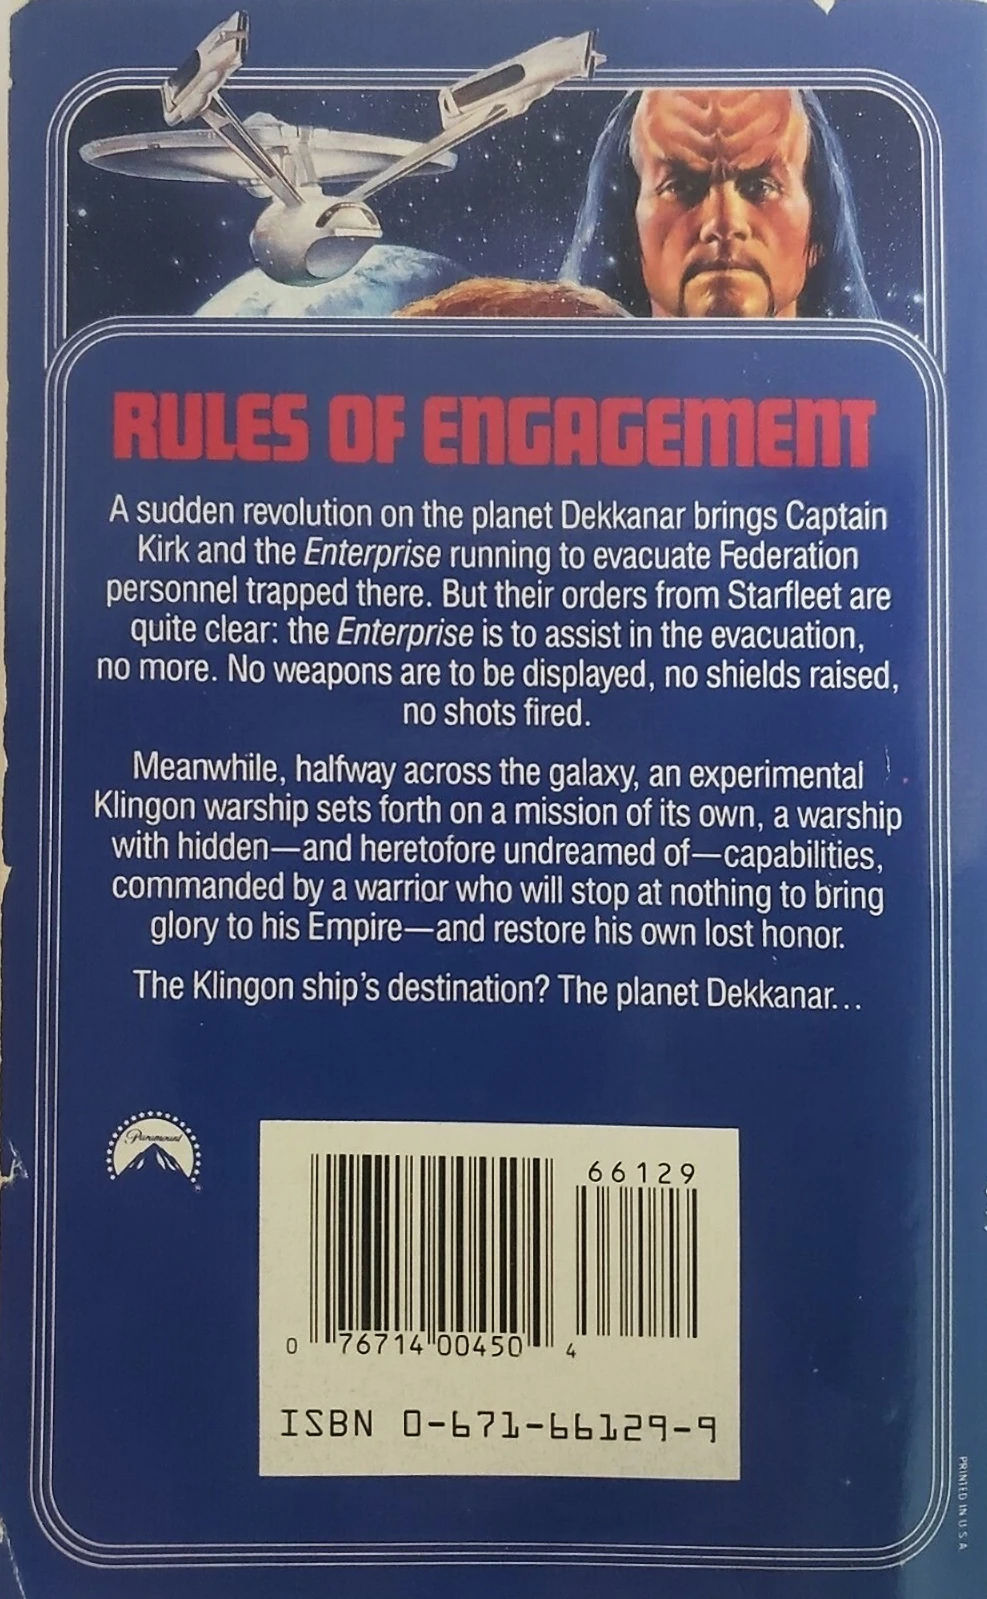 RULES OF ENGAGEMENT
A sudden revolution on the planet Dekkanar brings Captain
Kirk and the Enterprise running to evacuate Federation
personnel trapped there. But their orders from Starfleet are
quite clear: the Enterprise is to assist in the evacuation,
no more. No weapons are to be displayed, no shields raised,
no shots fired.
Meanwhile, halfway across the galaxy, an experimental
Klingon warship sets forth on a mission of its own, a warship
with hidden—and heretofore undreamed of—capabilities,
commanded by a warrior who will stop at nothing to bring
glory to his Empire—and restore his own lost honor.
The Klingon ship's destination? The planet Dekkanar...
Paramount
66129
0 76714 00450 4
ISBN 0-671-66129-9
PRINTED IN U S A